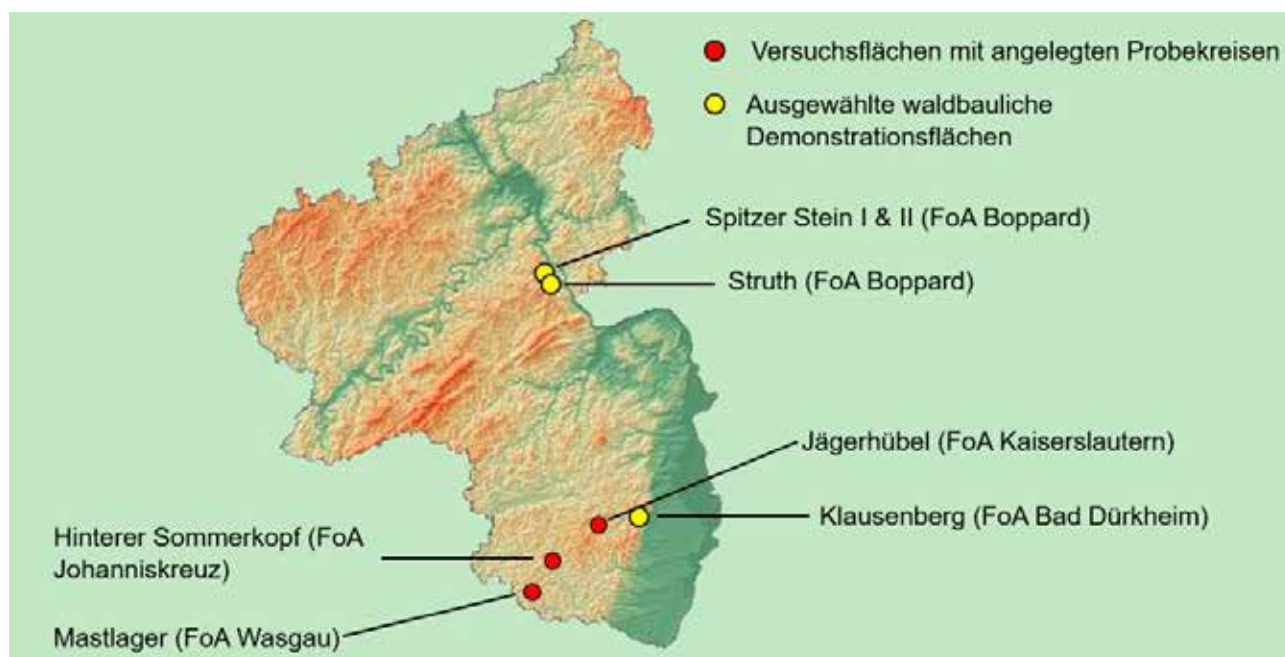 Versuchsflächen mit angelegten Probekreisen
Ausgewählte waldbauliche
Demonstrationsflächen
Spitzer Stein I & II (FoA Boppard)
Struth (FoA Boppard)
Jägerhübel (FoA Kaiserslautern)
Klausenberg (FoA Bad Dürkheim)
Hinterer Sommerkopf (FoA
Johanniskreuz)
Mastlager (FoA Wasgau)